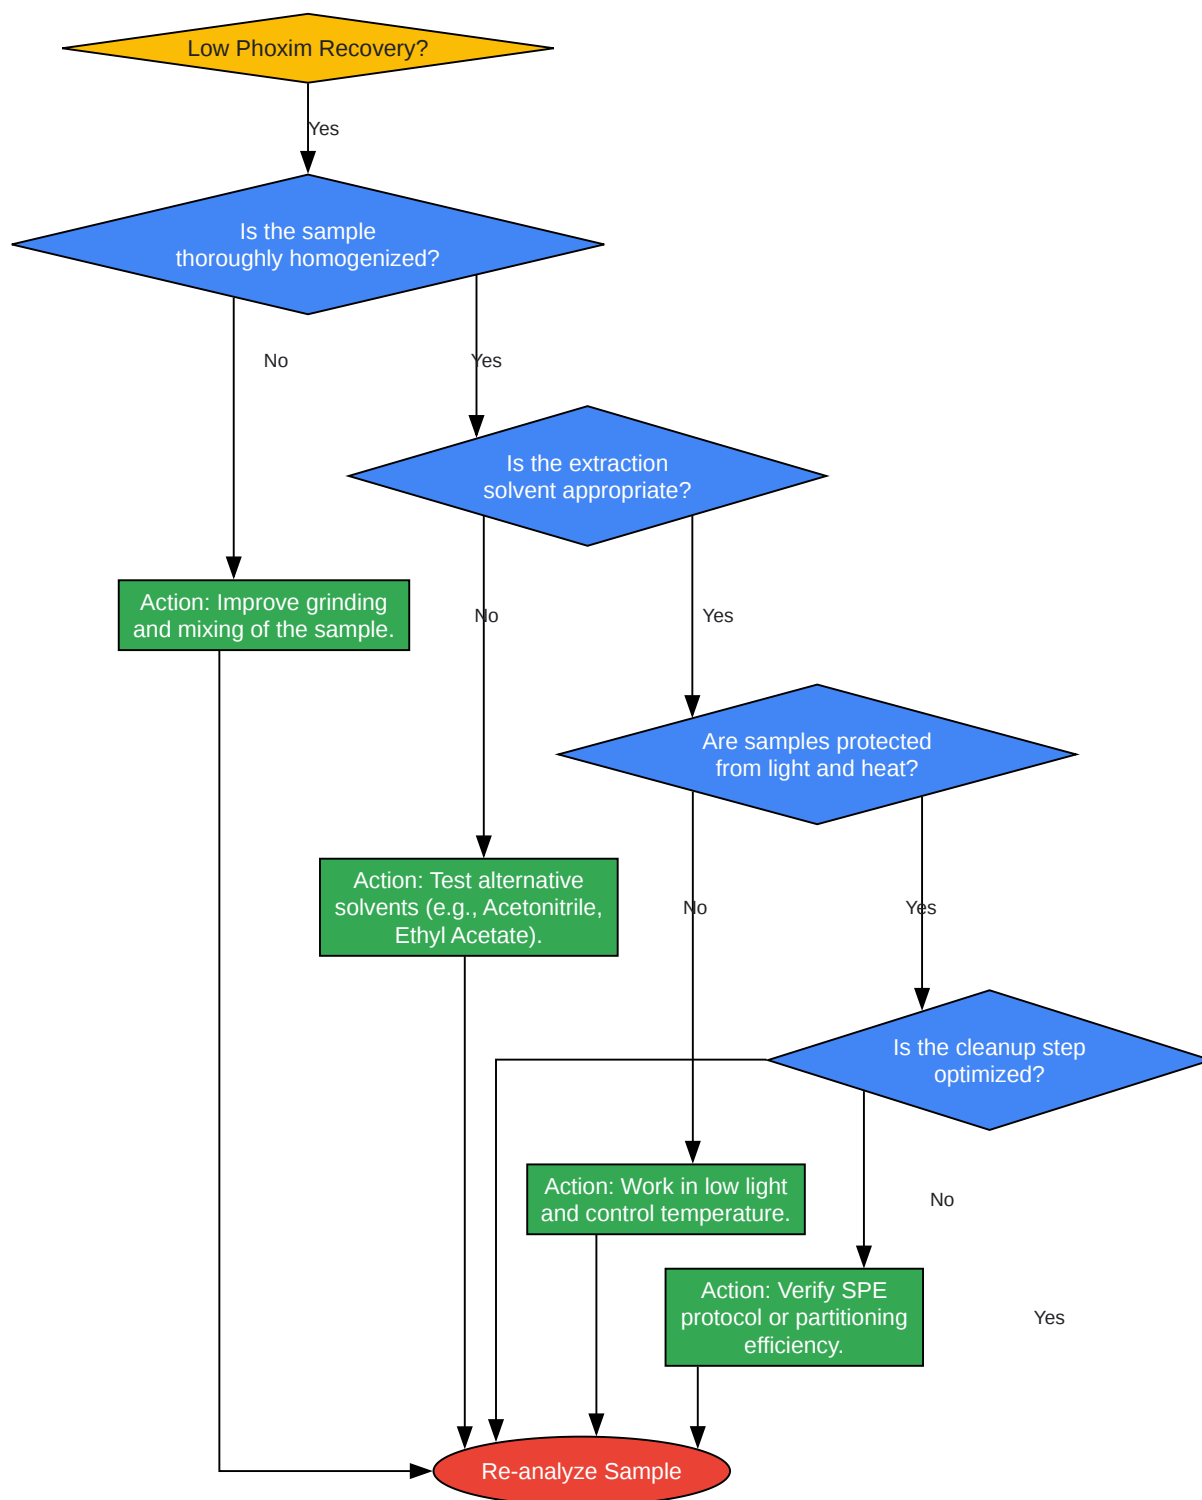 Low Phoxim Recovery?
Yes
Is the sample
thoroughly homogenized?
No
Yes
Is the extraction
solvent appropriate?
Action: Improve grinding
and mixing of the sample.
No
Yes
Are samples protected
from light and heat?
Action: Test alternative
solvents (e.g., Acetonitrile,
Ethyl Acetate).
No
Yes
Is the cleanup step
optimized?
Action: Work in low light
and control temperature.
No
Action: Verify SPE
protocol or partitioning
efficiency.
Yes
Re-analyze Sample